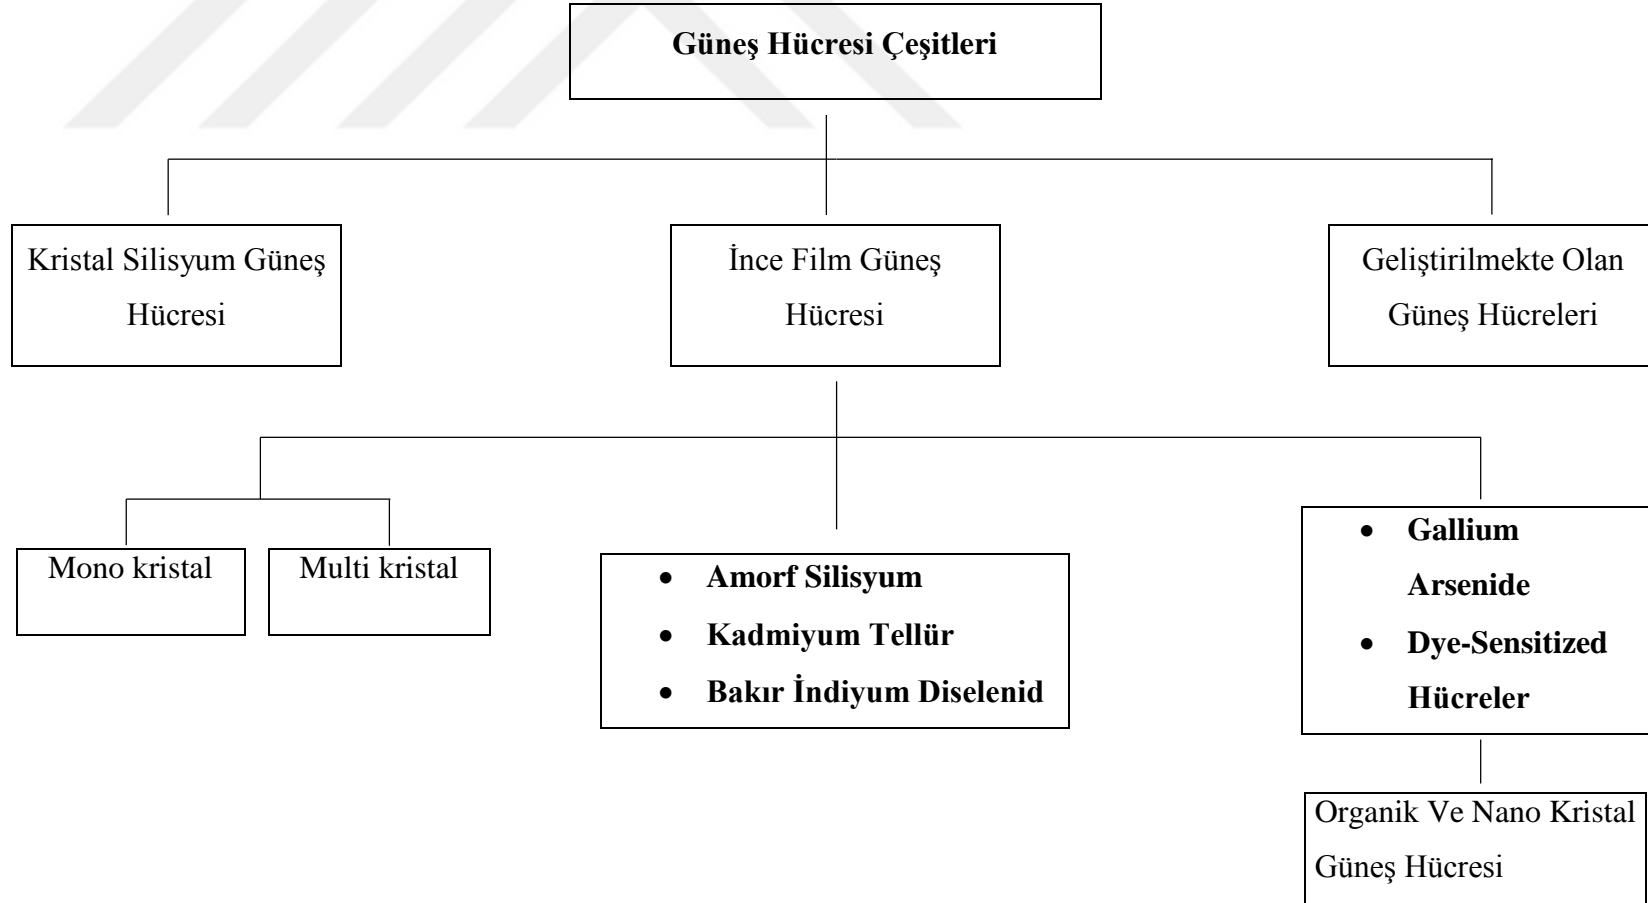 Güneş Hücresi Çeşitleri
Kristal Silisyum Güneş
Hücresi
İnce Film Güneş
Hücresi
Geliştirilmekte Olan
Güneş Hücreleri
Mono kristal
Multi kristal
• Amorf Silisyum
• Kadmiyum Tellür
• Bakır İndiyum Diselenid
• Gallium
Arsenide
• Dye-Sensitized
Hücreler
Organik Ve Nano Kristal
Güneş Hücresi